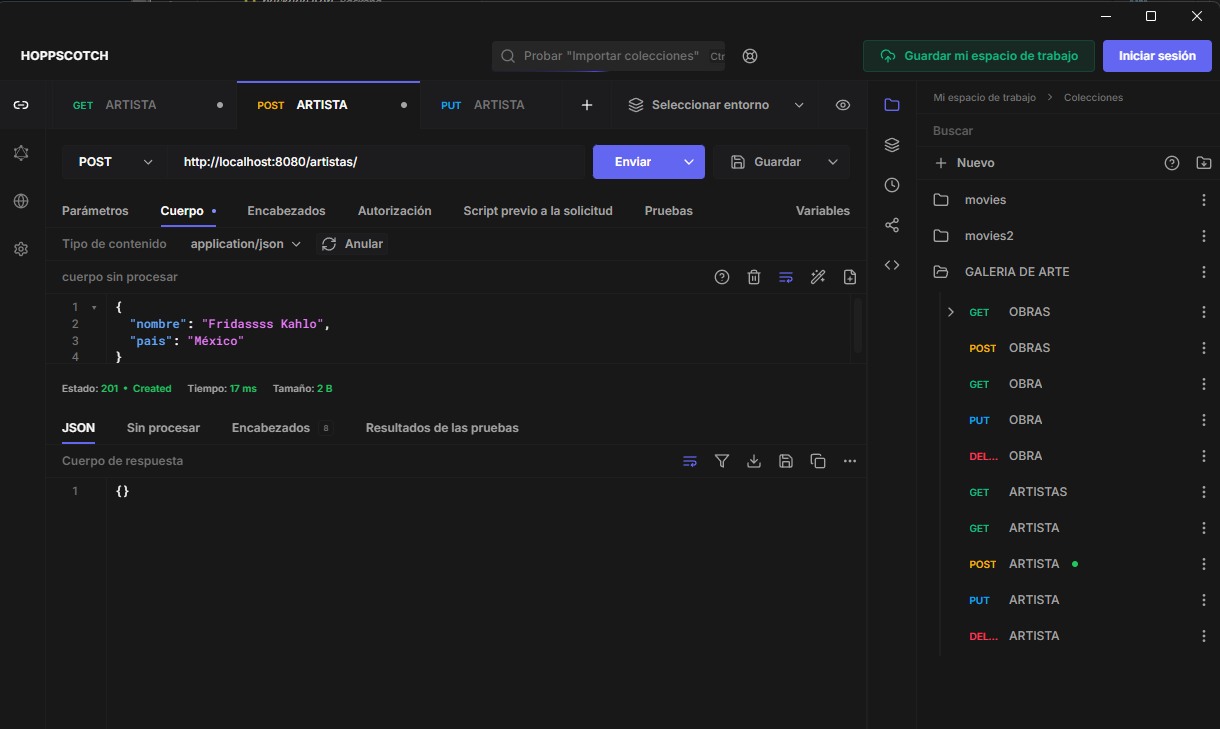 HOPPSCOTCH
Probar "Importar colecciones"
Ctr
Guardar mi espacio de trabajo
Iniciar sesión
GET ARTISTA
POST ARTISTA
PUT ARTISTA
Seleccionar entorno
POST
http://localhost:8080/artistas/
Enviar
Guardar
Parámetros
Cuerpo
Encabezados
Autorización
Script previo a la solicitud
Pruebas
Variables
Tipo de contenido
application/json
Anular
cuerpo sin procesar
1 {
2 "nombre": "Fridassss Kahlo",
3 "pais": "México"
4 }
Estado: 201 • Created Tiempo: 17 ms Tamaño: 2 B
JSON
Sin procesar
Encabezados 8
Resultados de las pruebas
Cuerpo de respuesta
1 {}
Mi espacio de trabajo > Colecciones
Buscar
+ Nuevo
movies
movies2
GALERIA DE ARTE
GET OBRAS
POST OBRAS
GET OBRA
PUT OBRA
DEL... OBRA
GET ARTISTAS
GET ARTISTA
POST ARTISTA
PUT ARTISTA
DEL... ARTISTA